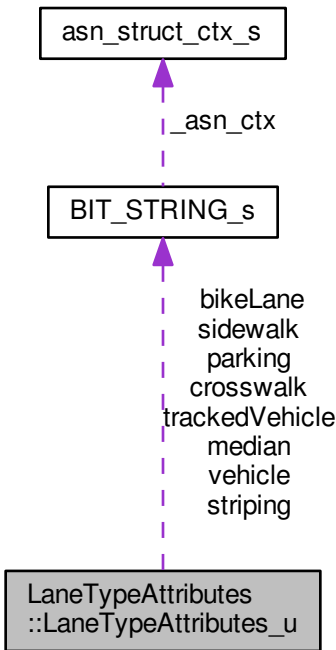 asn_struct_ctx_s
_asn_ctx
BIT_STRING_s
bikeLane
sidewalk
parking
crosswalk
trackedVehicle
median
vehicle
striping
LaneTypeAttributes
::LaneTypeAttributes_u